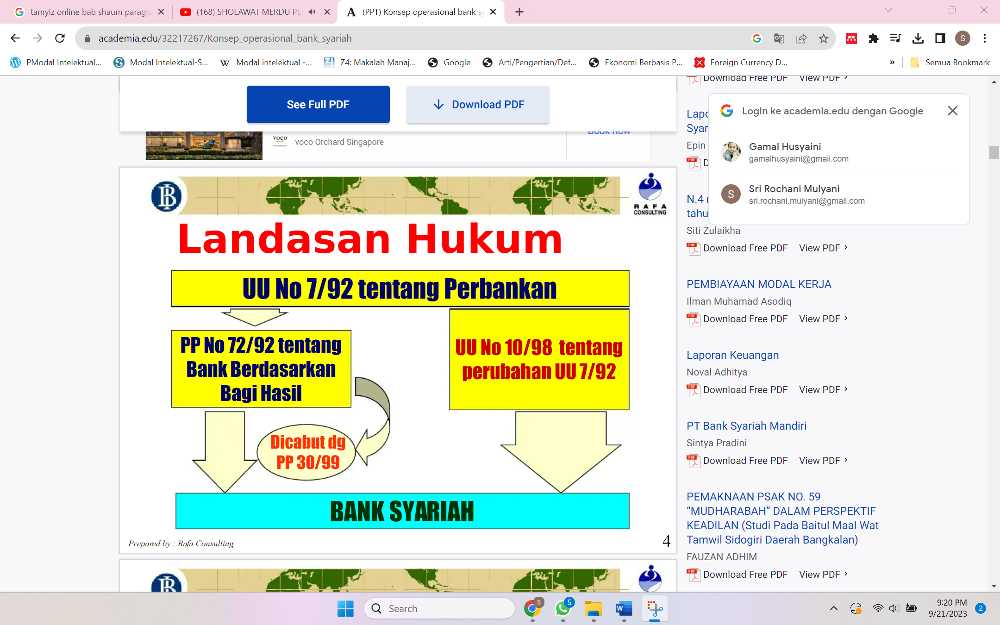 tamyiz online bab shaum paragra
(168) SHOLAWAT MERDU PE
(PPT) Konsep operasional bank sy
academia.edu/32217267/Konsep_operasional_bank_syariah
S
PModal Intelektual...
Modal Intelektual-S...
Modal intelektual -...
Z4: Makalah Manaj...
Google
Arti/Pengertian/Def...
Ekonomi Berbasis P...
Foreign Currency D...
»
Semua Bookmark
See Full PDF
Download PDF
VOCO
voco Orchard Singapore
Book now
RAFA
CONSULTING
Landasan Hukum
UU No 7/92 tentang Perbankan
PP No 72/92 tentang
Bank Berdasarkan
Bagi Hasil
UU No 10/98 tentang
perubahan UU 7/92
Dicabut dg
PP 30/99
BANK SYARIAH
Prepared by : Rafa Consulting
4
Download Free PDF View PDF
Login ke academia.edu dengan Google
Gamal Husyaini
gamalhusyaini@gmail.com
S
Sri Rochani Mulyani
sri.rochani.mulyani@gmail.com
Lapo
Syar
Epin
D
N.4
tahu
Siti Zulaikha
Download Free PDF View PDF
PEMBIAYAAN MODAL KERJA
Ilman Muhamad Asodiq
Download Free PDF View PDF
Laporan Keuangan
Noval Adhitya
Download Free PDF View PDF
PT Bank Syariah Mandiri
Sintya Pradini
Download Free PDF View PDF
PEMAKNAAN PSAK NO. 59
“MUDHARABAH” DALAM PERSPEKTIF
KEADILAN (Studi Pada Baitul Maal Wat
Tamwil Sidogiri Daerah Bangkalan)
FAUZAN ADHIM
Download Free PDF View PDF
Search
S
5
9:20 PM
9/21/2023
2